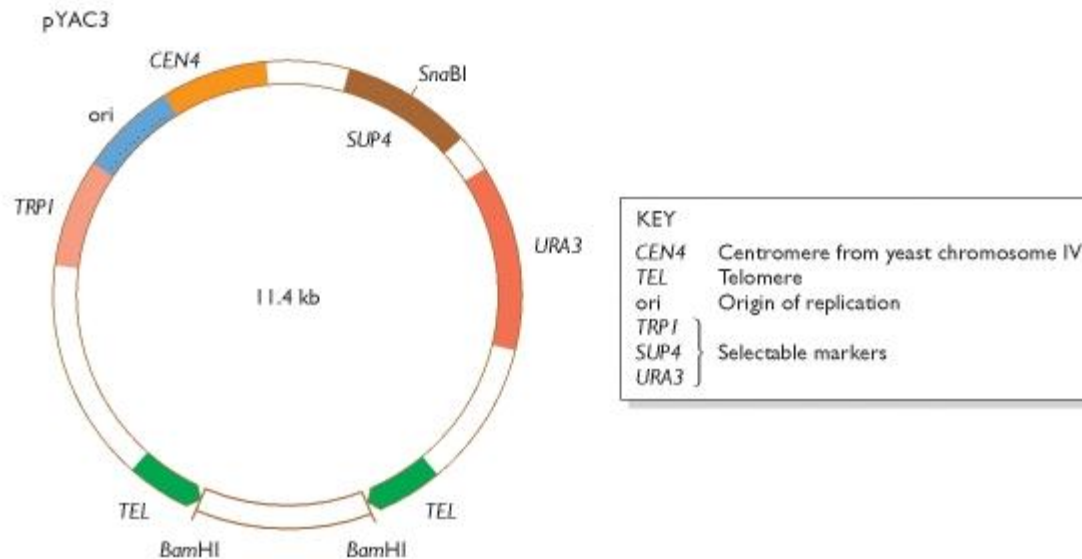 pYAC3
CEN4
SnaBI
ori
SUP4
TRP1
URA3
11.4 kb
TEL
TEL
BamHI
BamHI
KEY
CEN4 Centromere from yeast chromosome IV
TEL Telomere
ori Origin of replication
TRP1
SUP4 Selectable markers
URA3